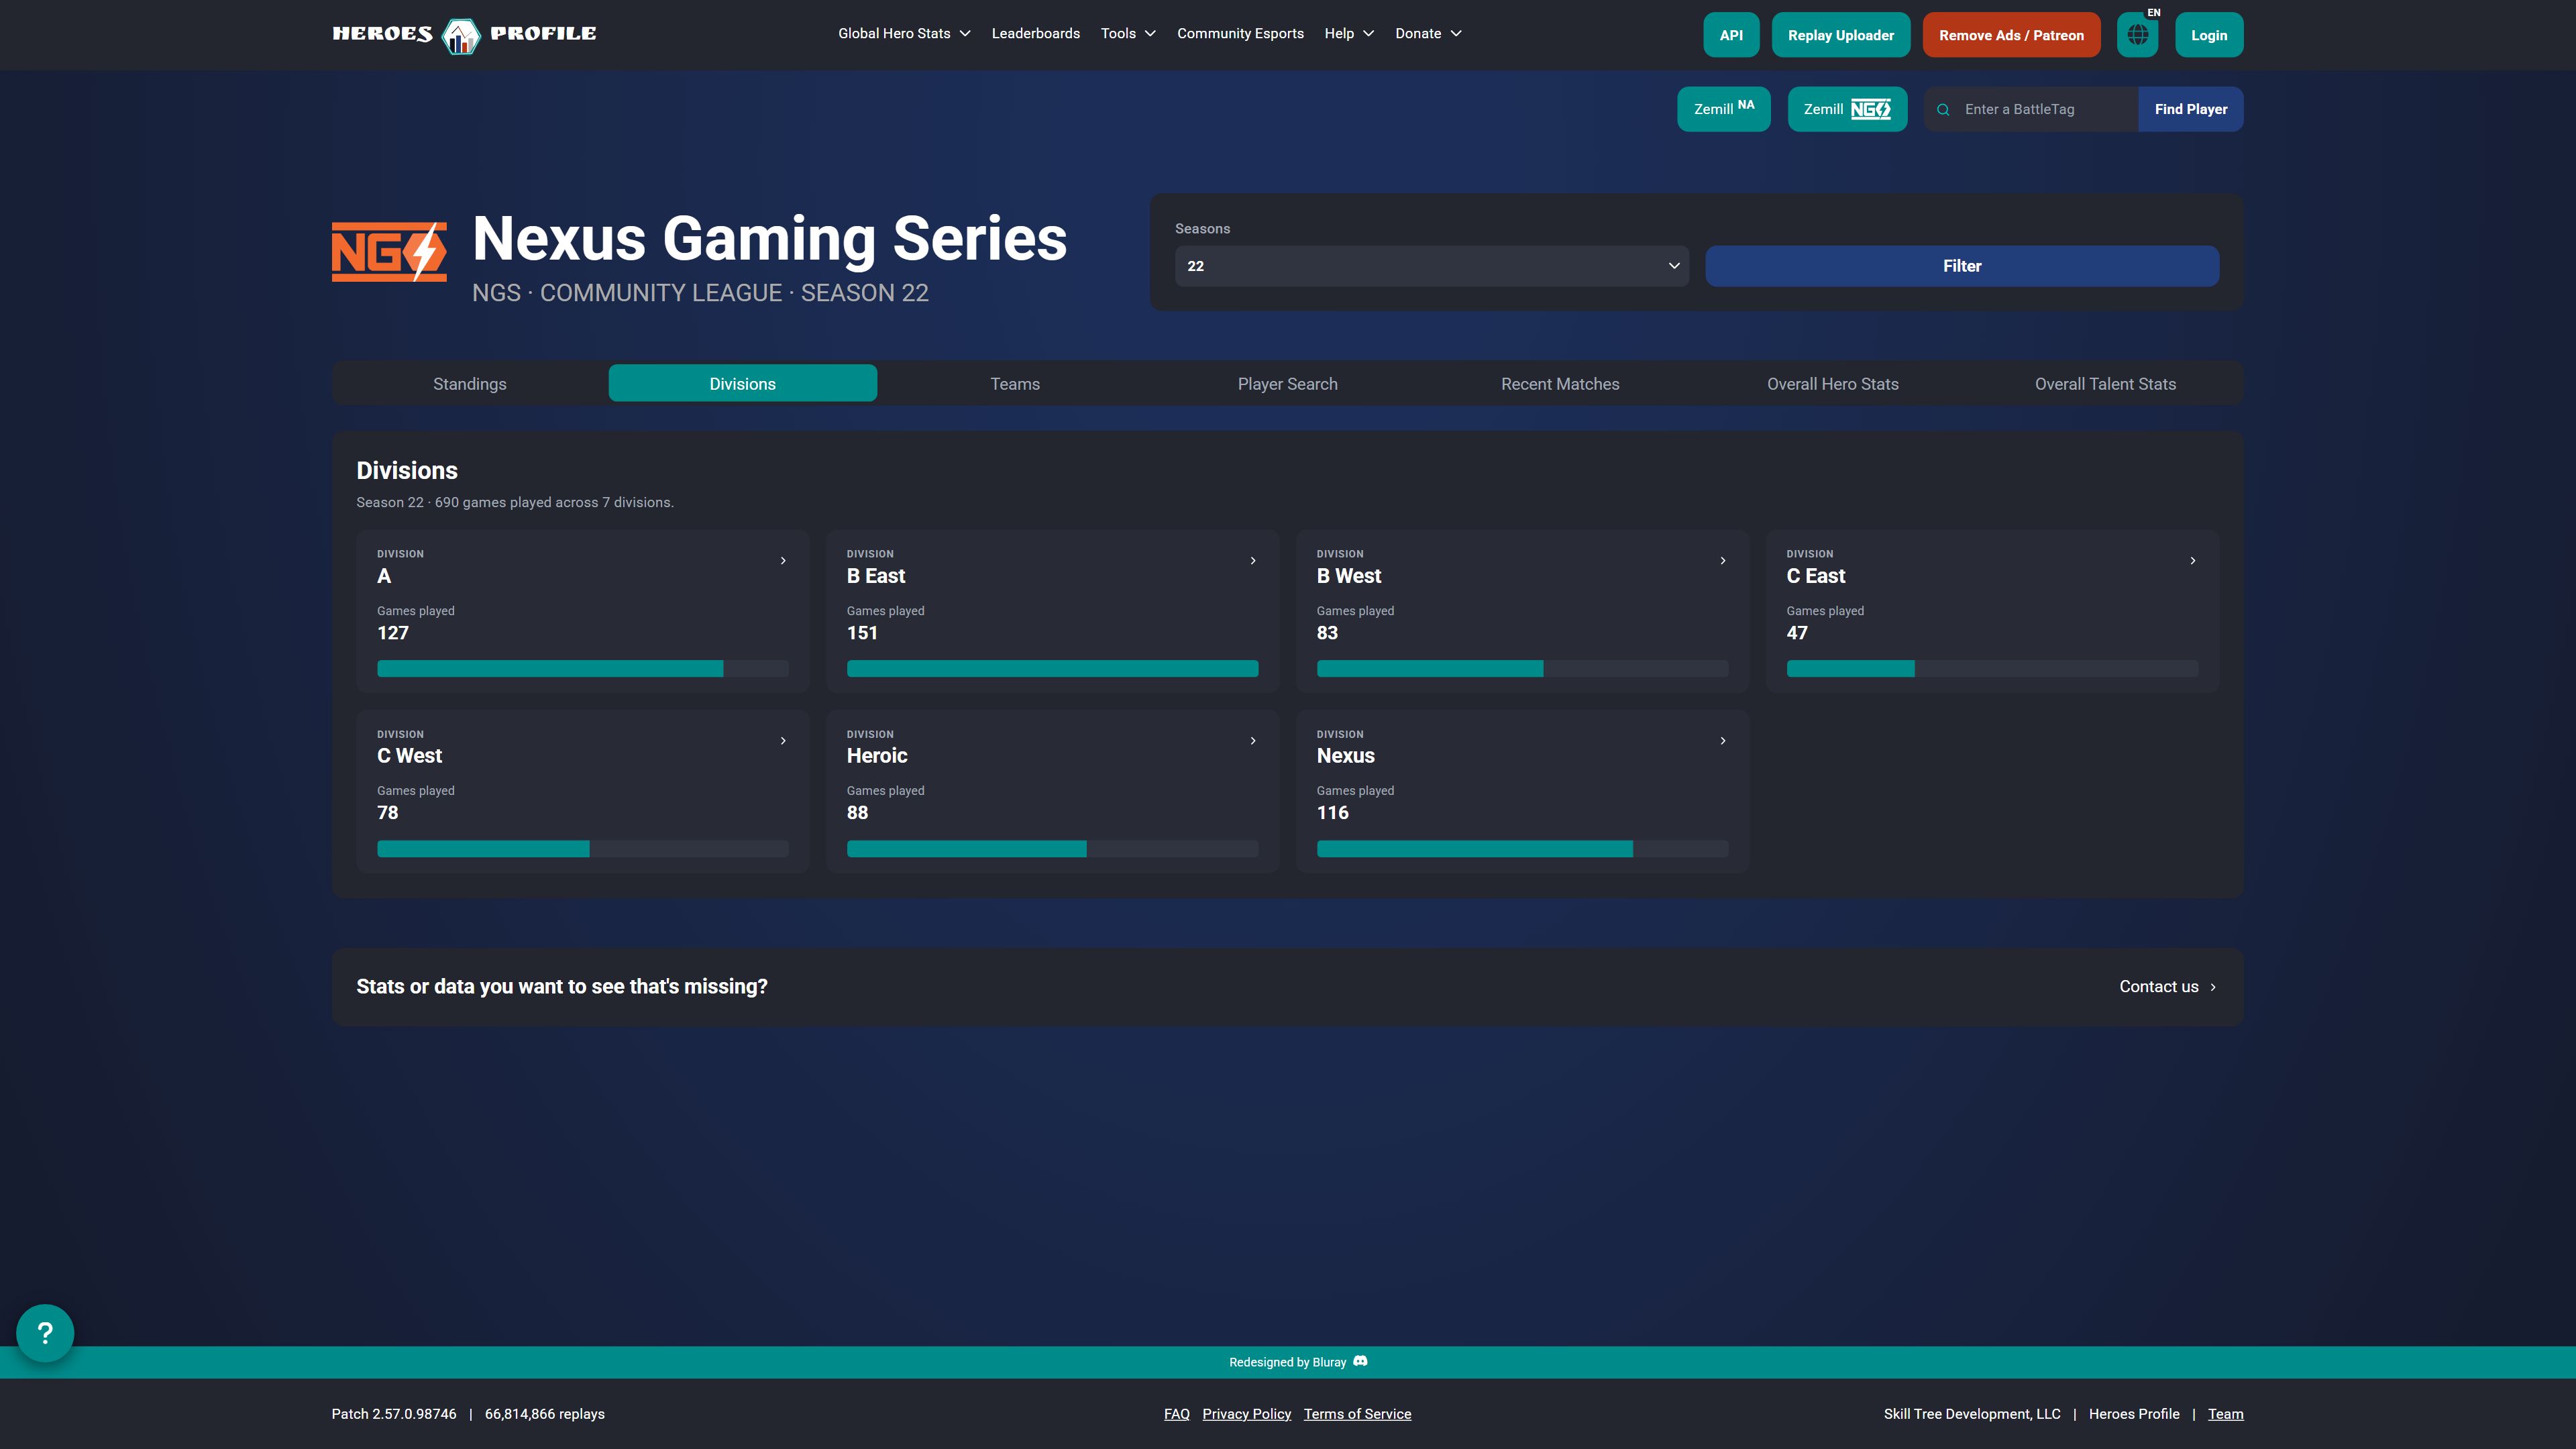 HEROES PROFILE
Global Hero Stats
Leaderboards
Tools
Community Esports
Help
Donate
API
Replay Uploader
Remove Ads / Patreon
EN
Login
Zemill NA
Zemill NGS
Enter a BattleTag
Find Player
NGS
Nexus Gaming Series
NGS · COMMUNITY LEAGUE · SEASON 22
Seasons
22
Filter
Standings
Divisions
Teams
Player Search
Recent Matches
Overall Hero Stats
Overall Talent Stats
Divisions
Season 22 · 690 games played across 7 divisions.
DIVISION
A
Games played
127
DIVISION
B East
Games played
151
DIVISION
B West
Games played
83
DIVISION
C East
Games played
47
DIVISION
C West
Games played
78
DIVISION
Heroic
Games played
88
DIVISION
Nexus
Games played
116
Stats or data you want to see that's missing?
Contact us
?
Redesigned by Bluray
Patch 2.57.0.98746 | 66,814,866 replays
FAQ Privacy Policy Terms of Service
Skill Tree Development, LLC | Heroes Profile | Team